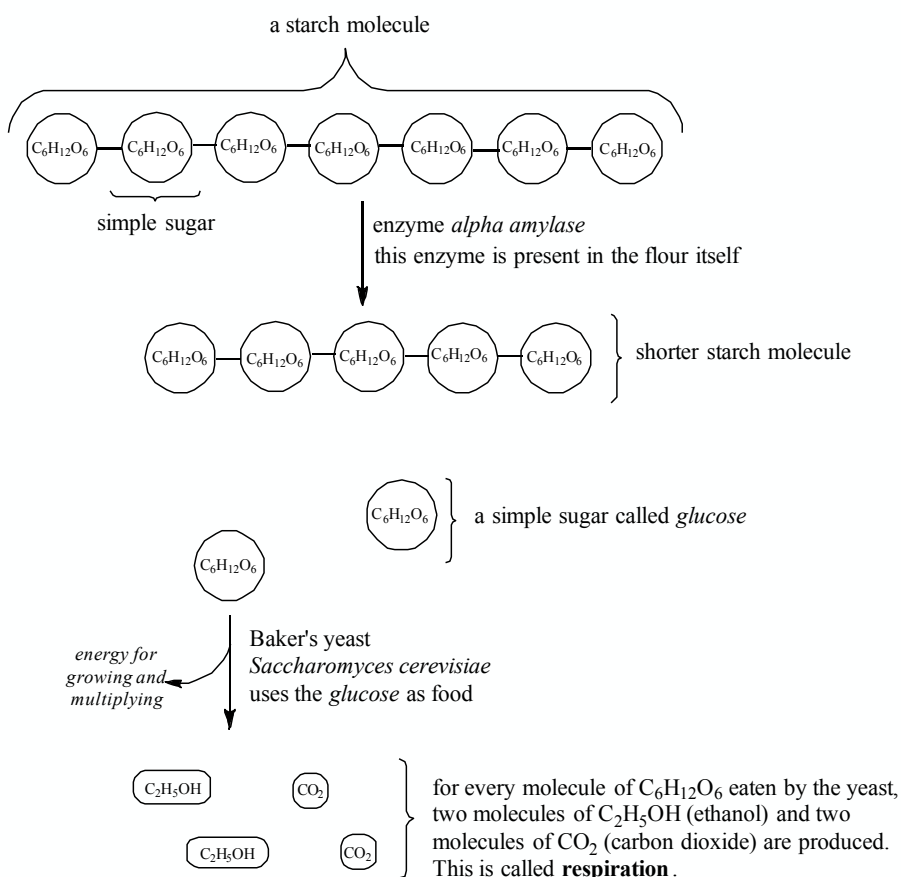 a starch molecule
C₆H₁₂O₆ C₆H₁₂O₆ C₆H₁₂O₆ C₆H₁₂O₆ C₆H₁₂O₆ C₆H₁₂O₆ C₆H₁₂O₆
simple sugar
enzyme alpha amylase
this enzyme is present in the flour itself
C₆H₁₂O₆ C₆H₁₂O₆ C₆H₁₂O₆ C₆H₁₂O₆ C₆H₁₂O₆
shorter starch molecule
C₆H₁₂O₆
a simple sugar called glucose
C₆H₁₂O₆
Baker's yeast
Saccharomyces cerevisiae
uses the glucose as food
energy for
growing and
multiplying
C₂H₅OH CO₂
C₂H₅OH CO₂
for every molecule of C₆H₁₂O₆ eaten by the yeast,
two molecules of C₂H₅OH (ethanol) and two
molecules of CO₂ (carbon dioxide) are produced.
This is called respiration.